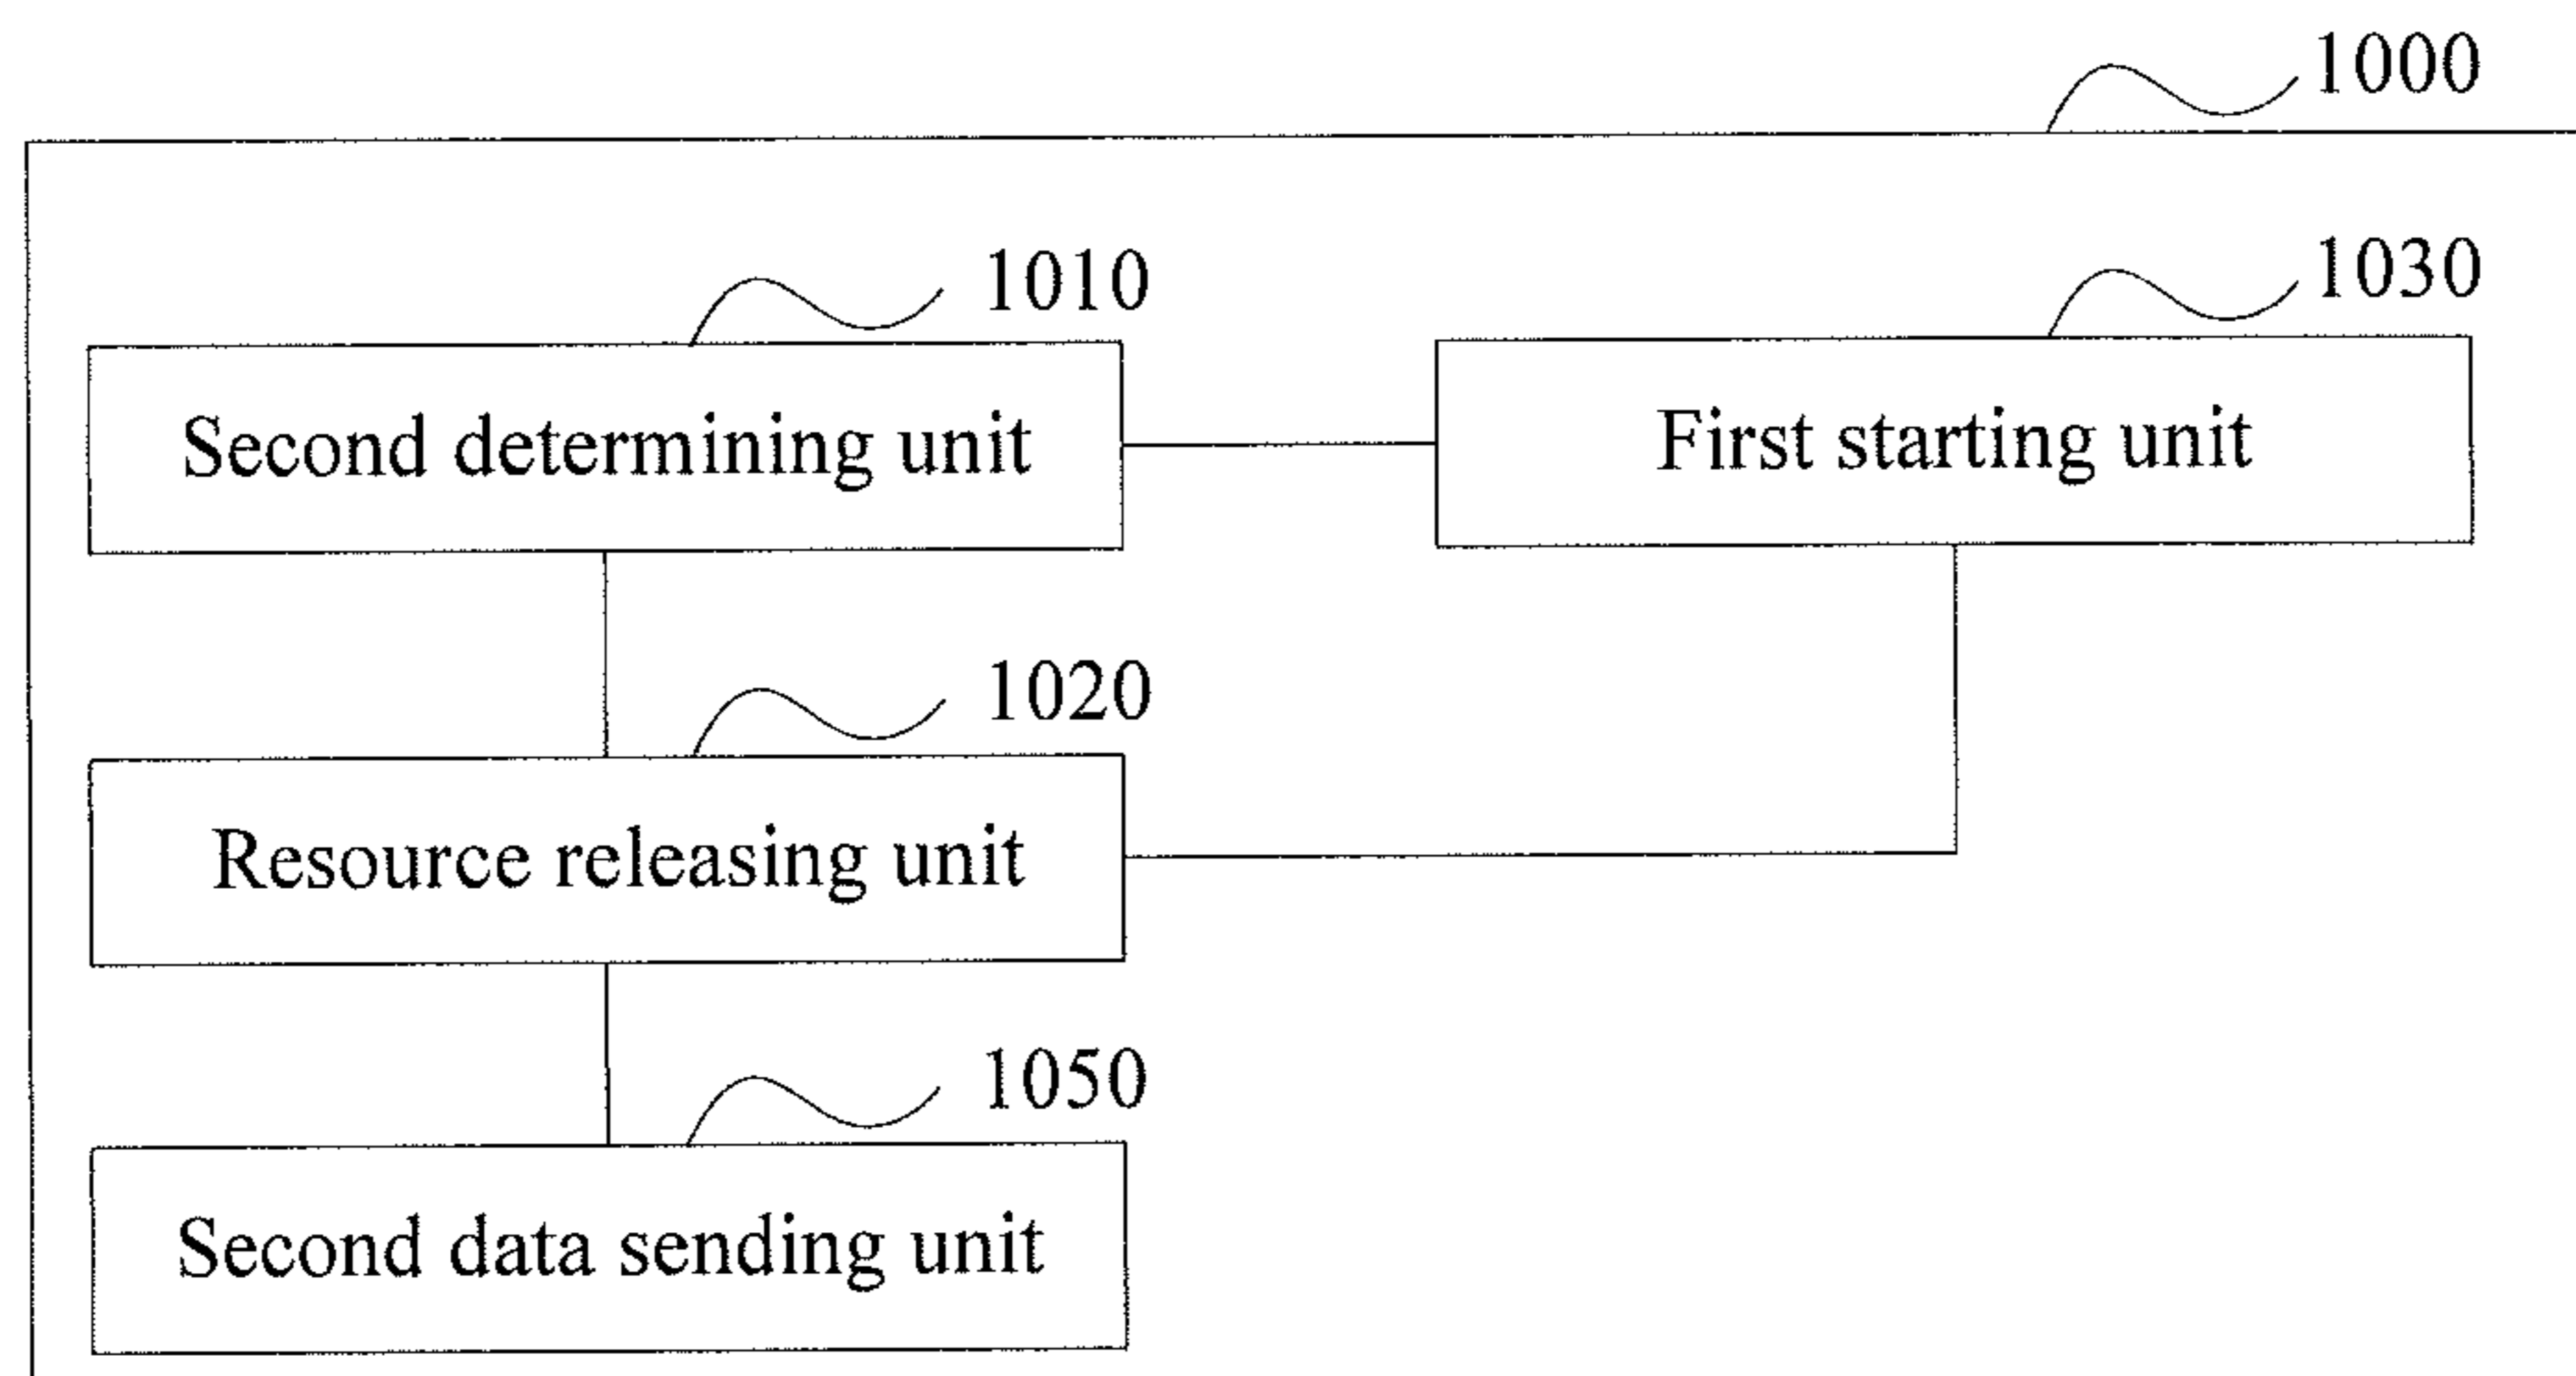 1000
1010
1030
Second determining unit
First starting unit
1020
Resource releasing unit
1050
Second data sending unit